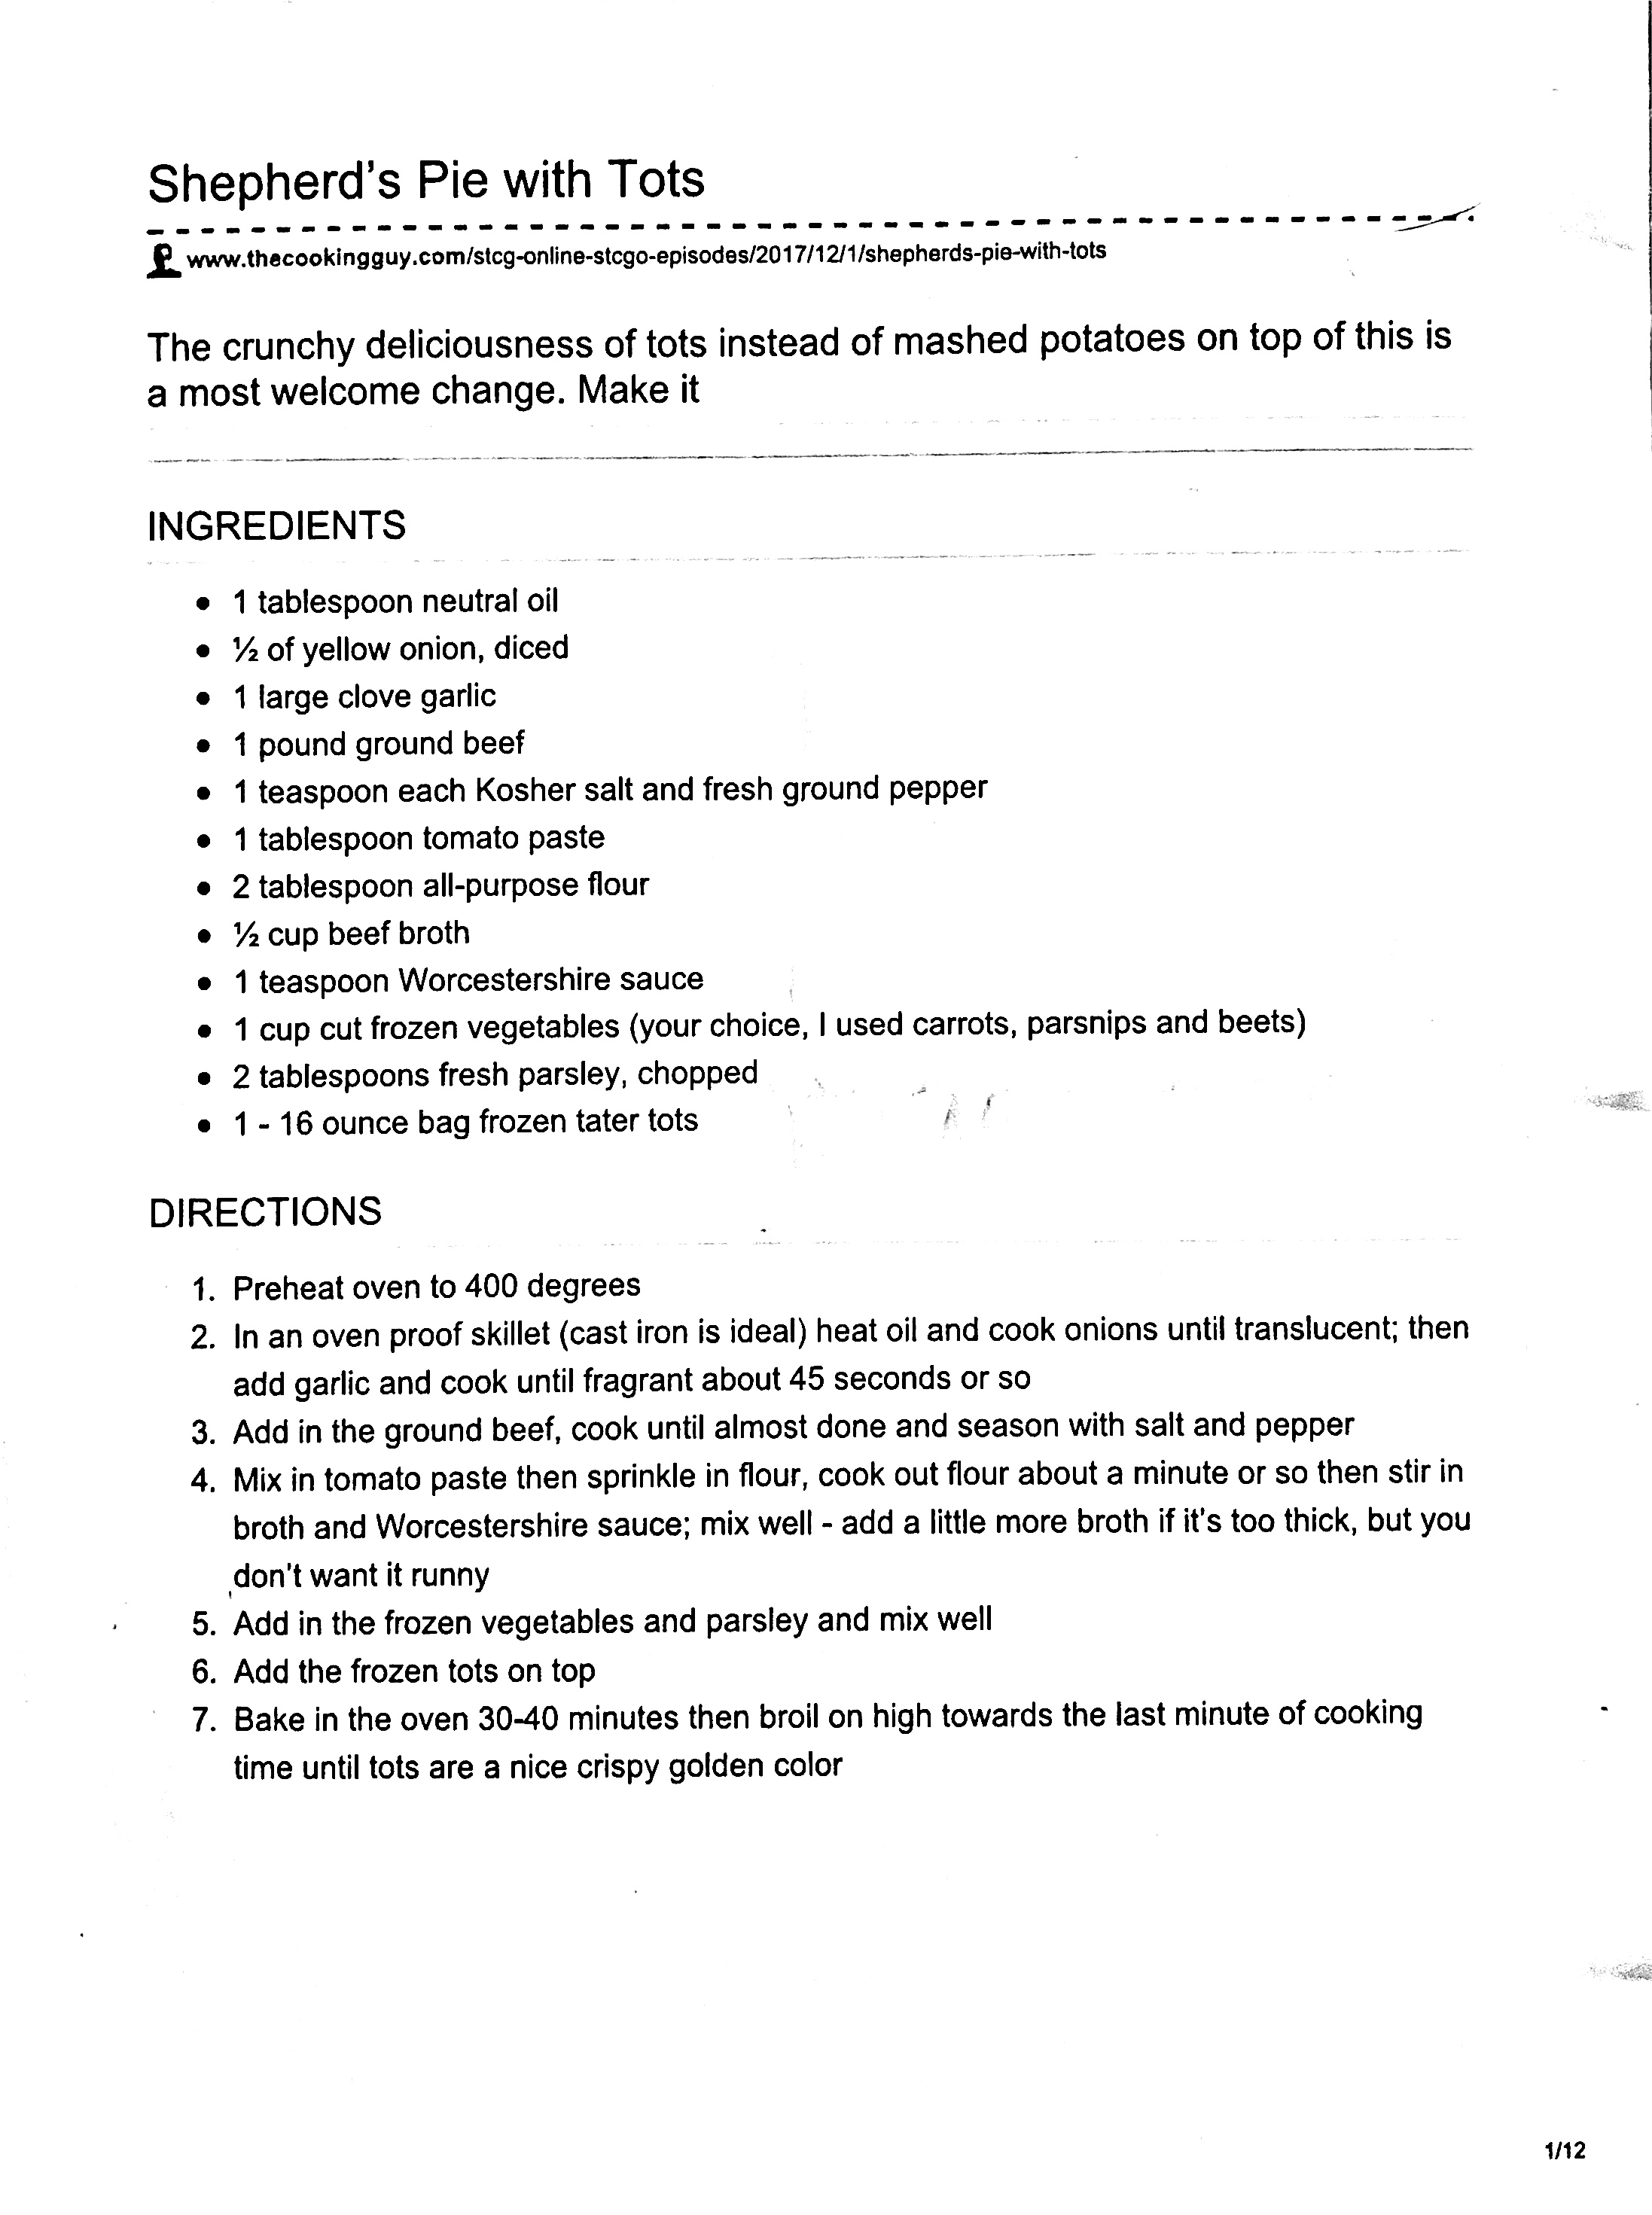 Shepherd's Pie with Tots
www.thecookingguy.com/stcg-online-stcgo-episodes/2017/12/1/shepherds-pie-with-tots
The crunchy deliciousness of tots instead of mashed potatoes on top of this is
a most welcome change. Make it
INGREDIENTS
• 1 tablespoon neutral oil
• ½ of yellow onion, diced
• 1 large clove garlic
• 1 pound ground beef
• 1 teaspoon each Kosher salt and fresh ground pepper
• 1 tablespoon tomato paste
• 2 tablespoon all-purpose flour
• ½ cup beef broth
• 1 teaspoon Worcestershire sauce
• 1 cup cut frozen vegetables (your choice, I used carrots, parsnips and beets)
• 2 tablespoons fresh parsley, chopped
• 1 - 16 ounce bag frozen tater tots
DIRECTIONS
1. Preheat oven to 400 degrees
2. In an oven proof skillet (cast iron is ideal) heat oil and cook onions until translucent; then
add garlic and cook until fragrant about 45 seconds or so
3. Add in the ground beef, cook until almost done and season with salt and pepper
4. Mix in tomato paste then sprinkle in flour, cook out flour about a minute or so then stir in
broth and Worcestershire sauce; mix well - add a little more broth if it's too thick, but you
don't want it runny
5. Add in the frozen vegetables and parsley and mix well
6. Add the frozen tots on top
7. Bake in the oven 30-40 minutes then broil on high towards the last minute of cooking
time until tots are a nice crispy golden color
1/12